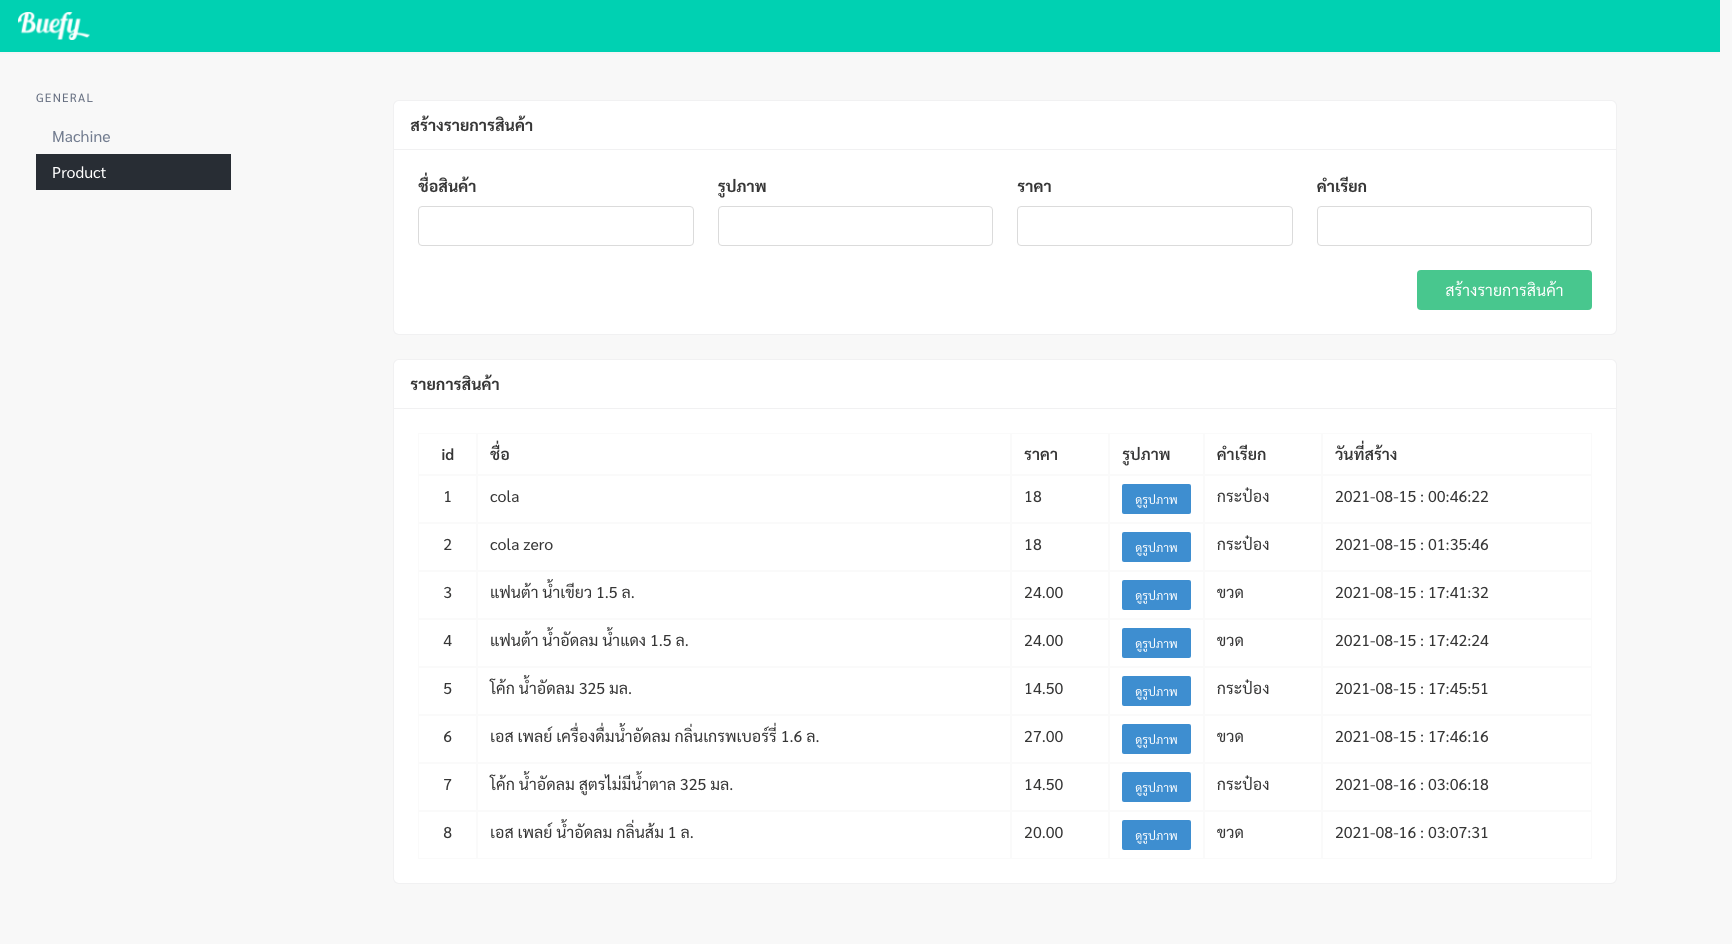 Buefy
GENERAL
Machine
Product
สร้างรายการสินค้า
ชื่อสินค้า รูปภาพ ราคา คำเรียก
สร้างรายการสินค้า
รายการสินค้า
id ชื่อ ราคา รูปภาพ คำเรียก วันที่สร้าง
1 cola 18 ดูรูปภาพ กระป๋อง 2021-08-15 : 00:46:22
2 cola zero 18 ดูรูปภาพ กระป๋อง 2021-08-15 : 01:35:46
3 แฟนต้า น้ำเขียว 1.5 ล. 24.00 ดูรูปภาพ ขวด 2021-08-15 : 17:41:32
4 แฟนต้า น้ำอัดลม น้ำแดง 1.5 ล. 24.00 ดูรูปภาพ ขวด 2021-08-15 : 17:42:24
5 โค้ก น้ำอัดลม 325 มล. 14.50 ดูรูปภาพ กระป๋อง 2021-08-15 : 17:45:51
6 เอส เพลย์ เครื่องดื่มน้ำอัดลม กลิ่นเกรพเบอร์รี่ 1.6 ล. 27.00 ดูรูปภาพ ขวด 2021-08-15 : 17:46:16
7 โค้ก น้ำอัดลม สูตรไม่มีน้ำตาล 325 มล. 14.50 ดูรูปภาพ กระป๋อง 2021-08-16 : 03:06:18
8 เอส เพลย์ น้ำอัดลม กลิ่นส้ม 1 ล. 20.00 ดูรูปภาพ ขวด 2021-08-16 : 03:07:31